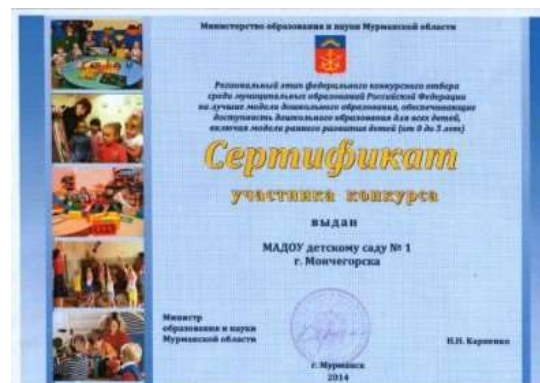 Министерство образования и науки Мурманской области
Региональный этап федерального конкурсного отбора
среди муниципальных образований Российской Федерации
на лучшие модели дошкольного образования, обеспечивающие
доступность дошкольного образования для всех детей,
включая модели раннего развития детей (от 0 до 3 лет)
Сертификат
участника конкурса
выдан
МАДОУ детскому саду № 1
г. Мончегорска
Министр
образования и науки
Мурманской области
Н.Н. Карпенко
г. Мурманск
2014